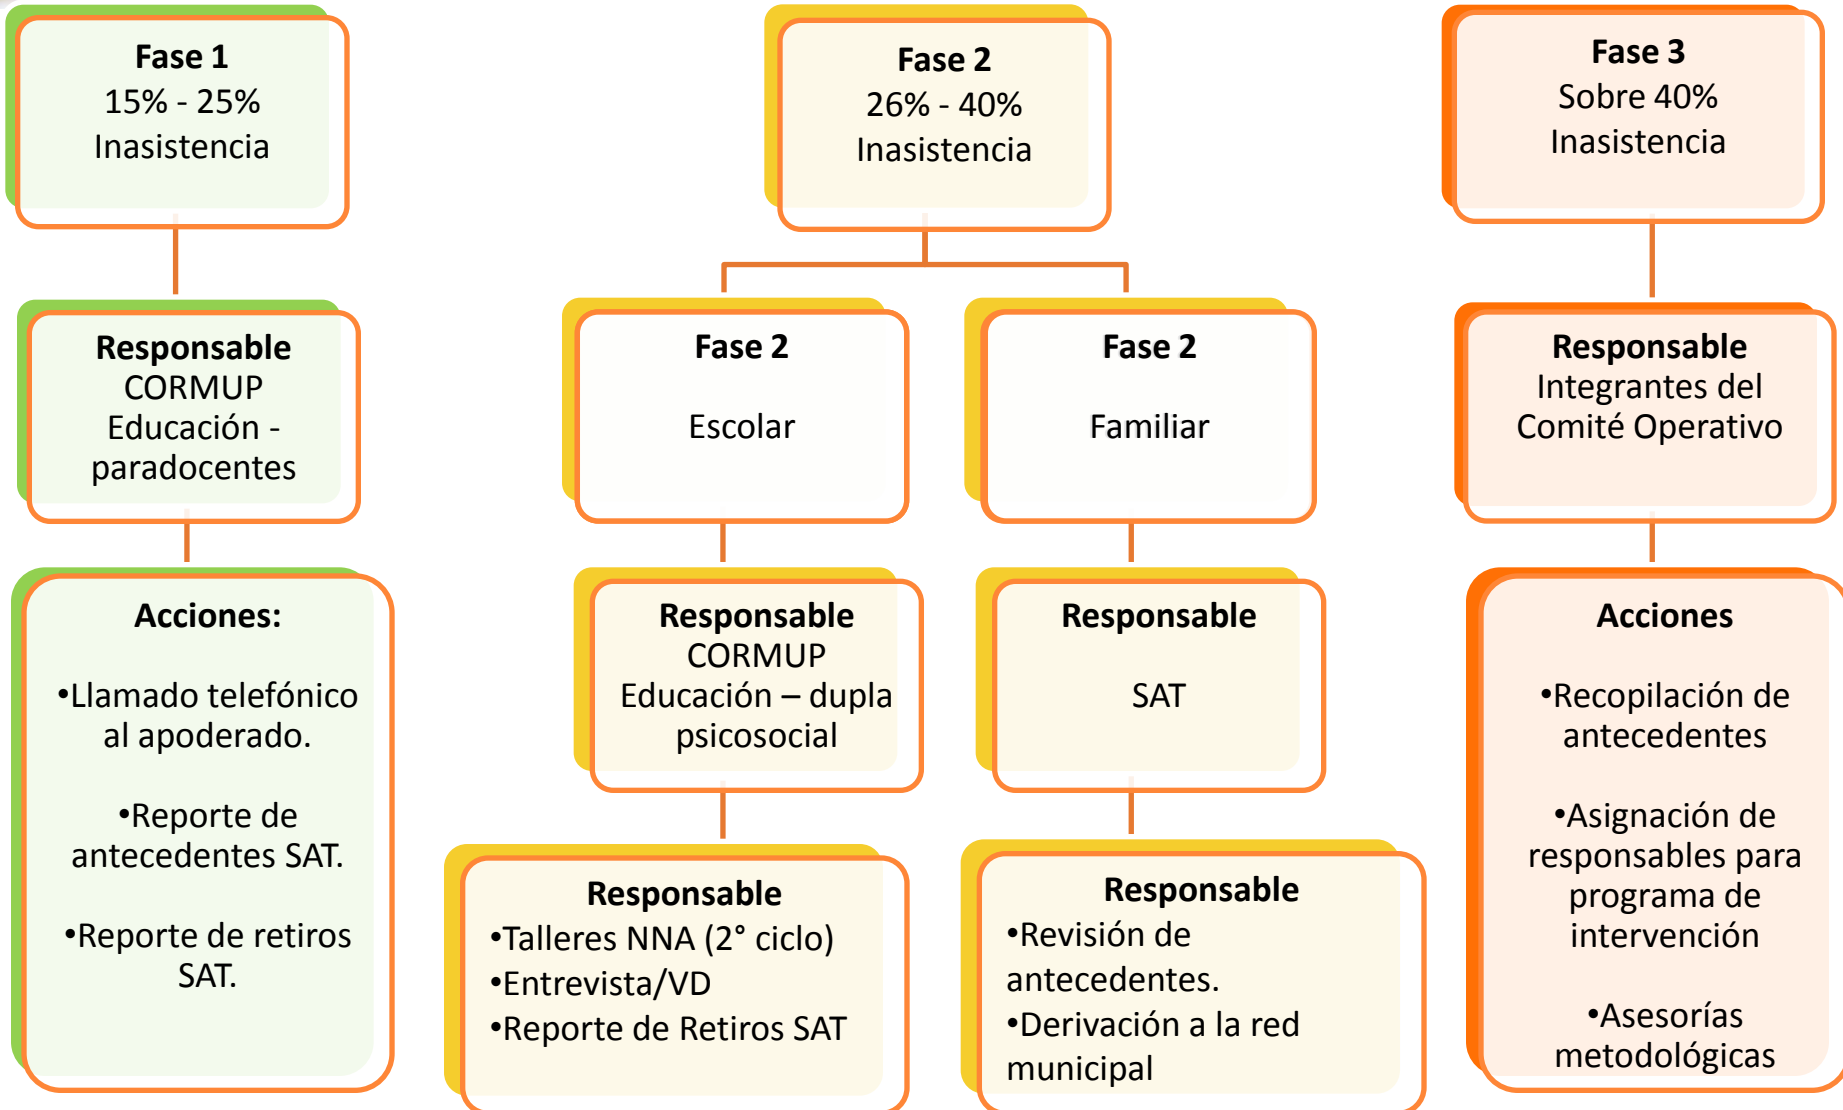 Fase 1
15% - 25%
Inasistencia
Responsable
CORMUP
Educación -
paradocentes
Acciones:
•Llamado telefónico
al apoderado.
•Reporte de
antecedentes SAT.
•Reporte de retiros
SAT.
Fase 2
26% - 40%
Inasistencia
Fase 2
Escolar
Responsable
CORMUP
Educación – dupla
psicosocial
Responsable
•Talleres NNA (2° ciclo)
•Entrevista/VD
•Reporte de Retiros SAT
Fase 2
Familiar
Responsable
SAT
Responsable
•Revisión de
antecedentes.
•Derivación a la red
municipal
Fase 3
Sobre 40%
Inasistencia
Responsable
Integrantes del
Comité Operativo
Acciones
•Recopilación de
antecedentes
•Asignación de
responsables para
programa de
intervención
•Asesorías
metodológicas